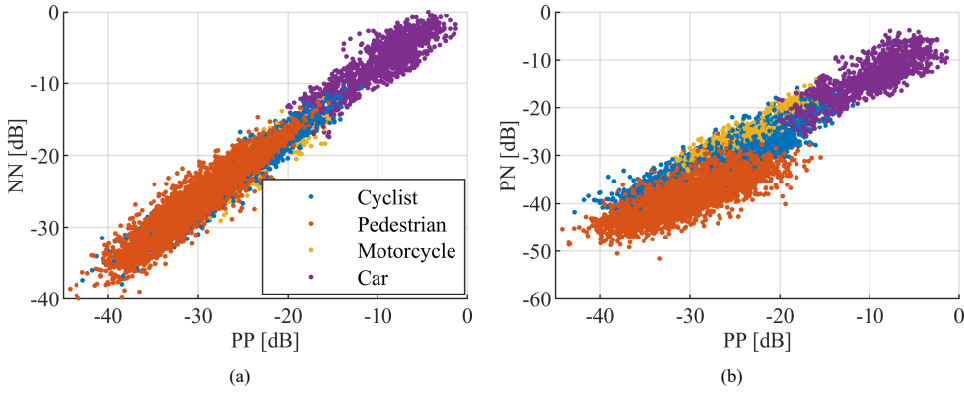 0
-10
-20
-30
-40
NN [dB]
Cyclist
Pedestrian
Motorcycle
Car
-40 -30 -20 -10 0
PP [dB]
(a)
0
-10
-20
-30
-40
-50
-60
PN [dB]
-40 -30 -20 -10 0
PP [dB]
(b)